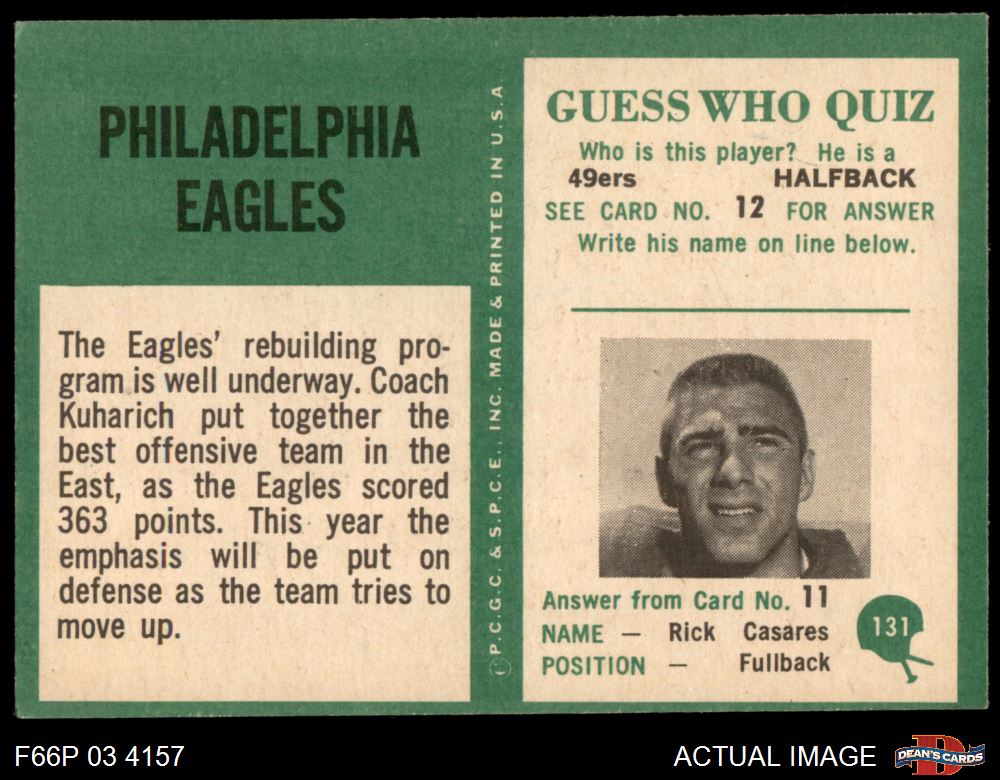 PHILADELPHIA
EAGLES
The Eagles' rebuilding pro-
gram is well underway. Coach
Kuharich put together the
best offensive team in the
East, as the Eagles scored
363 points. This year the
emphasis will be put on
defense as the team tries to
move up.
©P.C.G.C. & S.P.C.E., INC. MADE & PRINTED IN U.S.A
GUESS WHO QUIZ
Who is this player? He is a
49ers HALFBACK
SEE CARD NO. 12 FOR ANSWER
Write his name on line below.
Answer from Card No. 11
NAME — Rick Casares
POSITION — Fullback
131
F66P 03 4157
ACTUAL IMAGE
D
DEAN'S CARDS